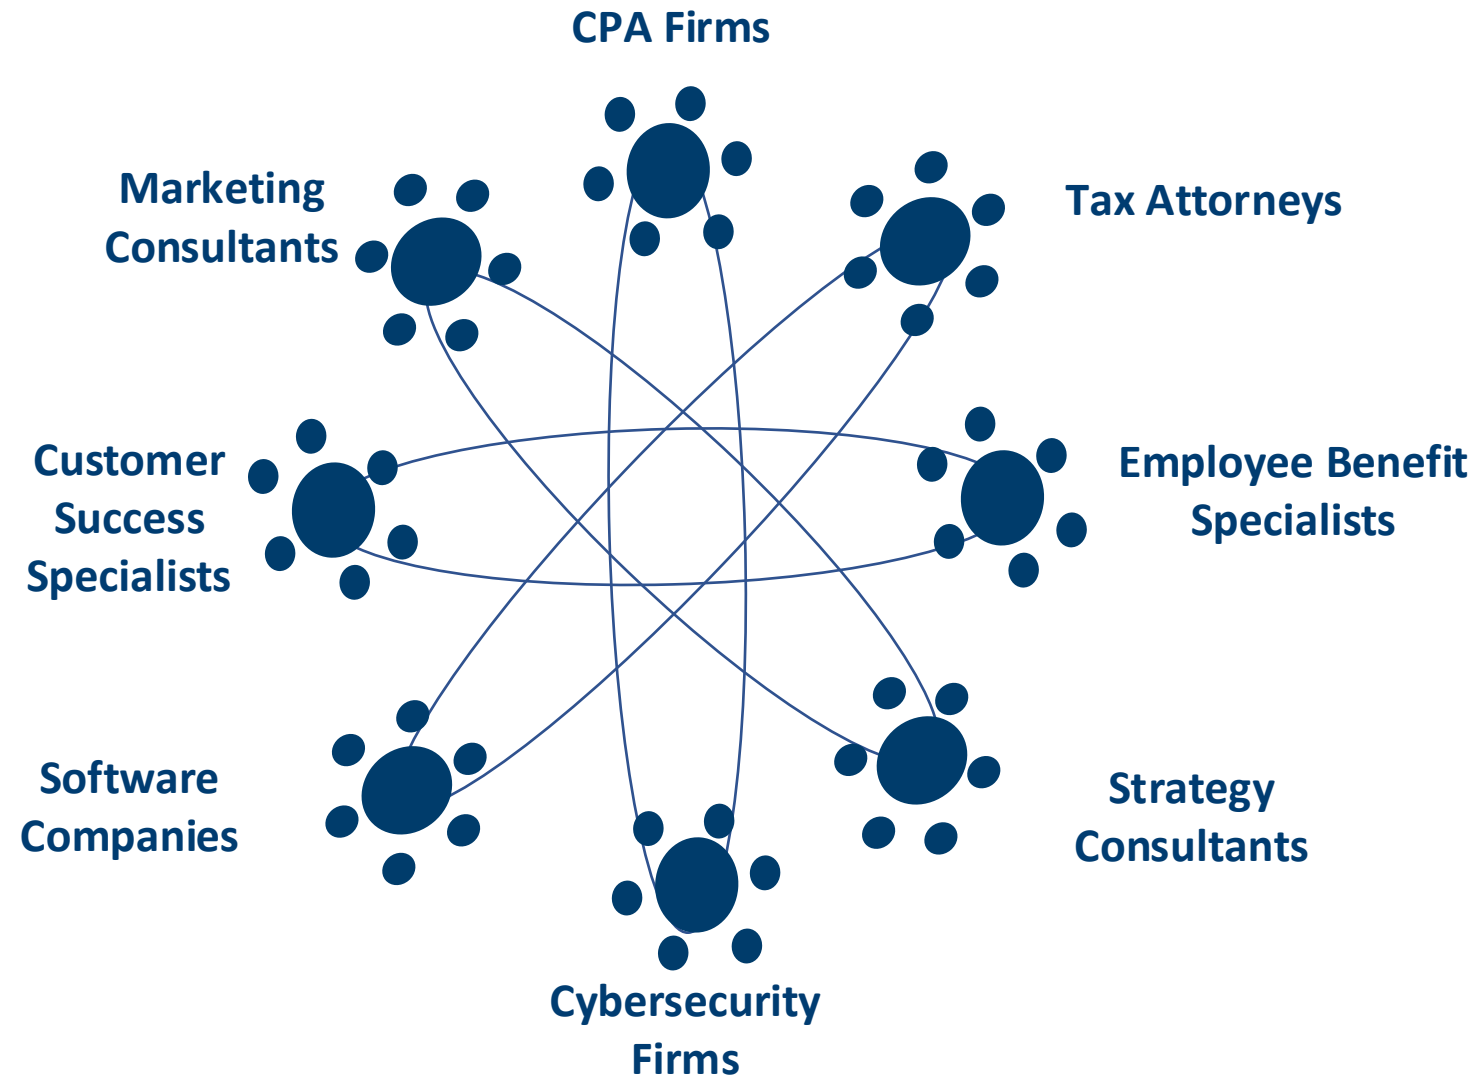 CPA Firms
Marketing
Consultants
Tax Attorneys
Customer
Success
Specialists
Employee Benefit
Specialists
Software
Companies
Strategy
Consultants
Cybersecurity
Firms